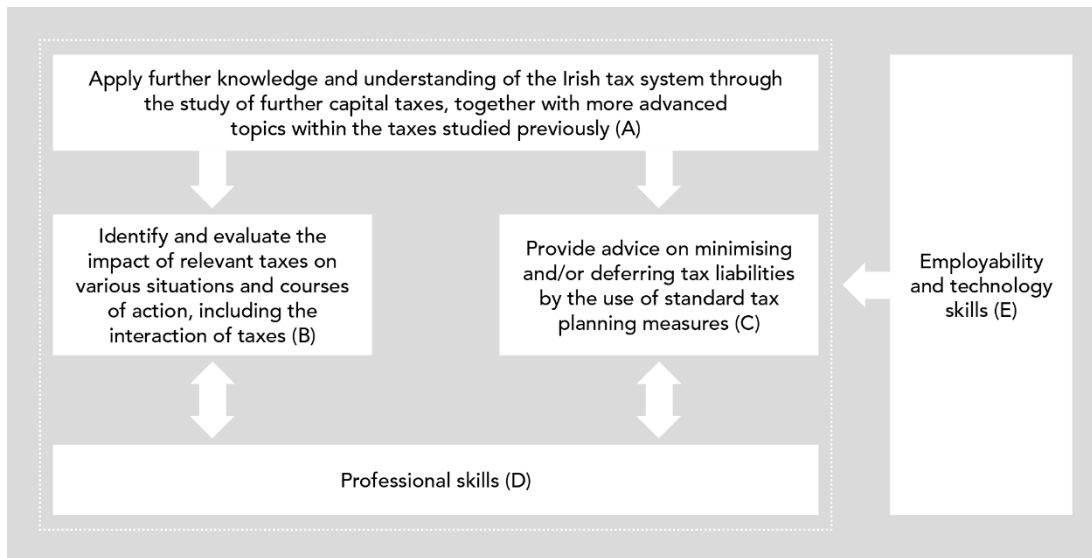 Apply further knowledge and understanding of the Irish tax system through
the study of further capital taxes, together with more advanced
topics within the taxes studied previously (A)
Identify and evaluate the
impact of relevant taxes on
various situations and courses
of action, including the
interaction of taxes (B)
Provide advice on minimising
and/or deferring tax liabilities
by the use of standard tax
planning measures (C)
Employability
and technology
skills (E)
Professional skills (D)